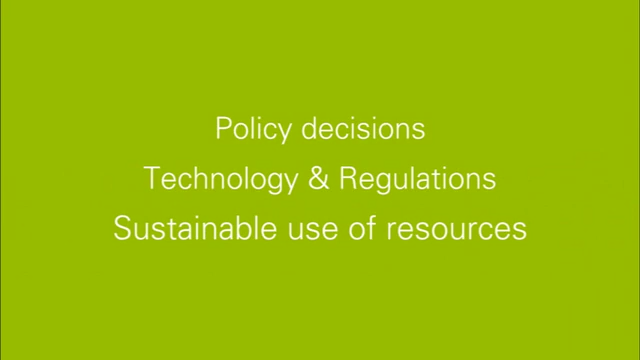 Policy decisions
Technology & Regulations
Sustainable use of resources